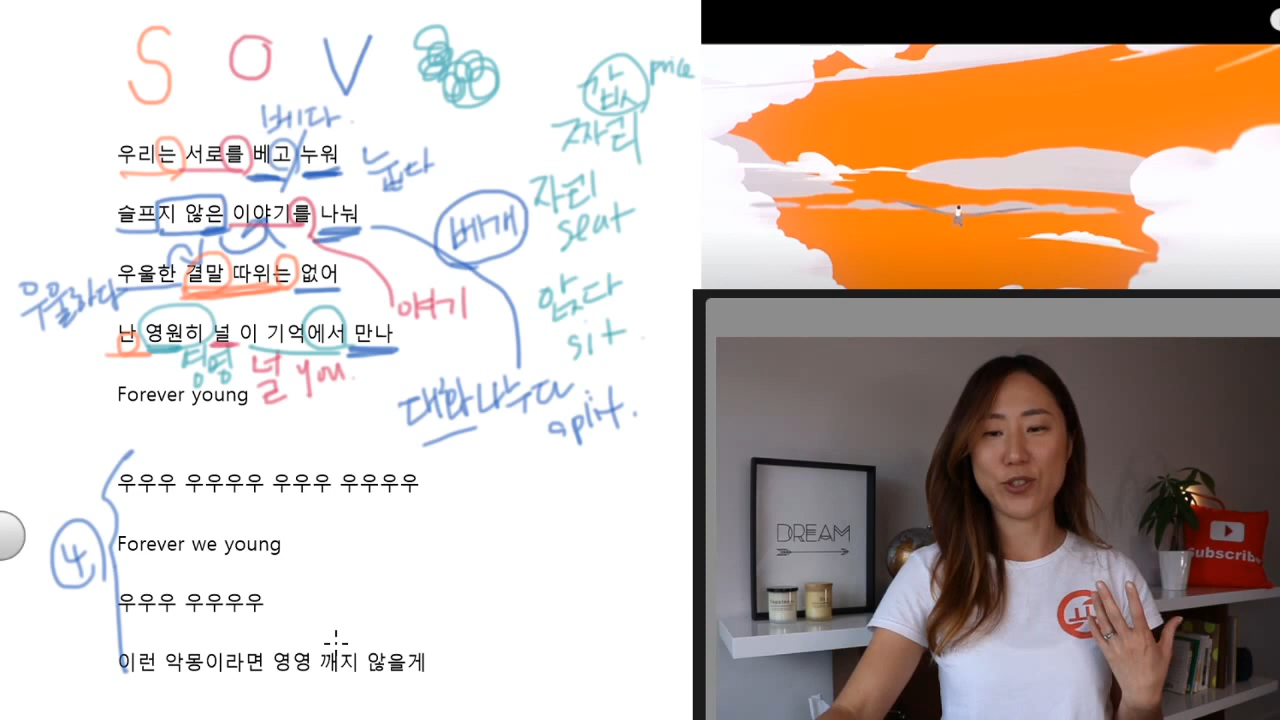 S O V
값 price
자리
베다
우리는 서로를 베고 누워
눕다
자리
seat
슬프지 않은 이야기를 나눠
베개
우울한 결말 따위는 없어
우울하다
얘기
앉다
sit
난 영원히 널 이 기억에서 만나
널 you
Forever young
대화 나누다
split.
우우우 우우우우 우우우 우우우우
Forever we young
4
우우우 우우우우
이런 악몽이라면 영영 깨지 않을게
DREAM
Subscribe